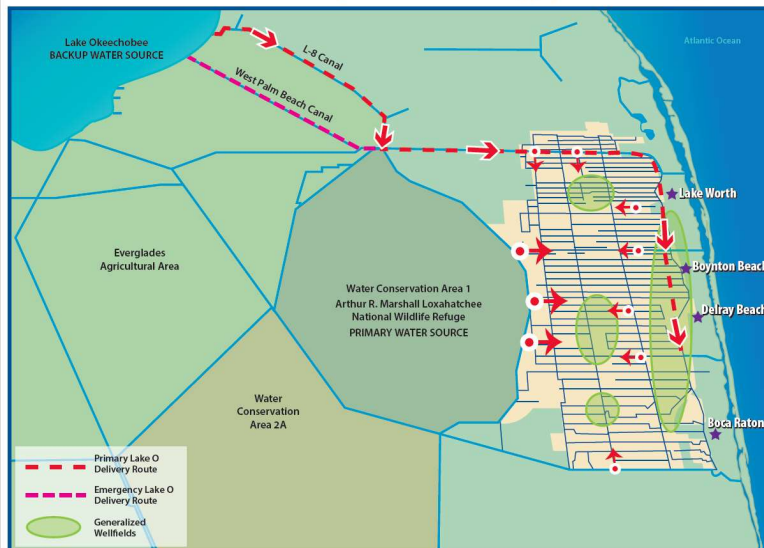 Lake Okeechobee
BACKUP WATER SOURCE
L-8 Canal
West Palm Beach Canal
Atlantic Ocean
Lake Worth
Everglades
Agricultural Area
Water Conservation Area 1
Arthur R. Marshall Loxahatchee
National Wildlife Refuge
PRIMARY WATER SOURCE
Boynton Beach
Delray Beach
Water
Conservation
Area 2A
Boca Raton
Primary Lake O
Delivery Route
Emergency Lake O
Delivery Route
Generalized
Wellfields